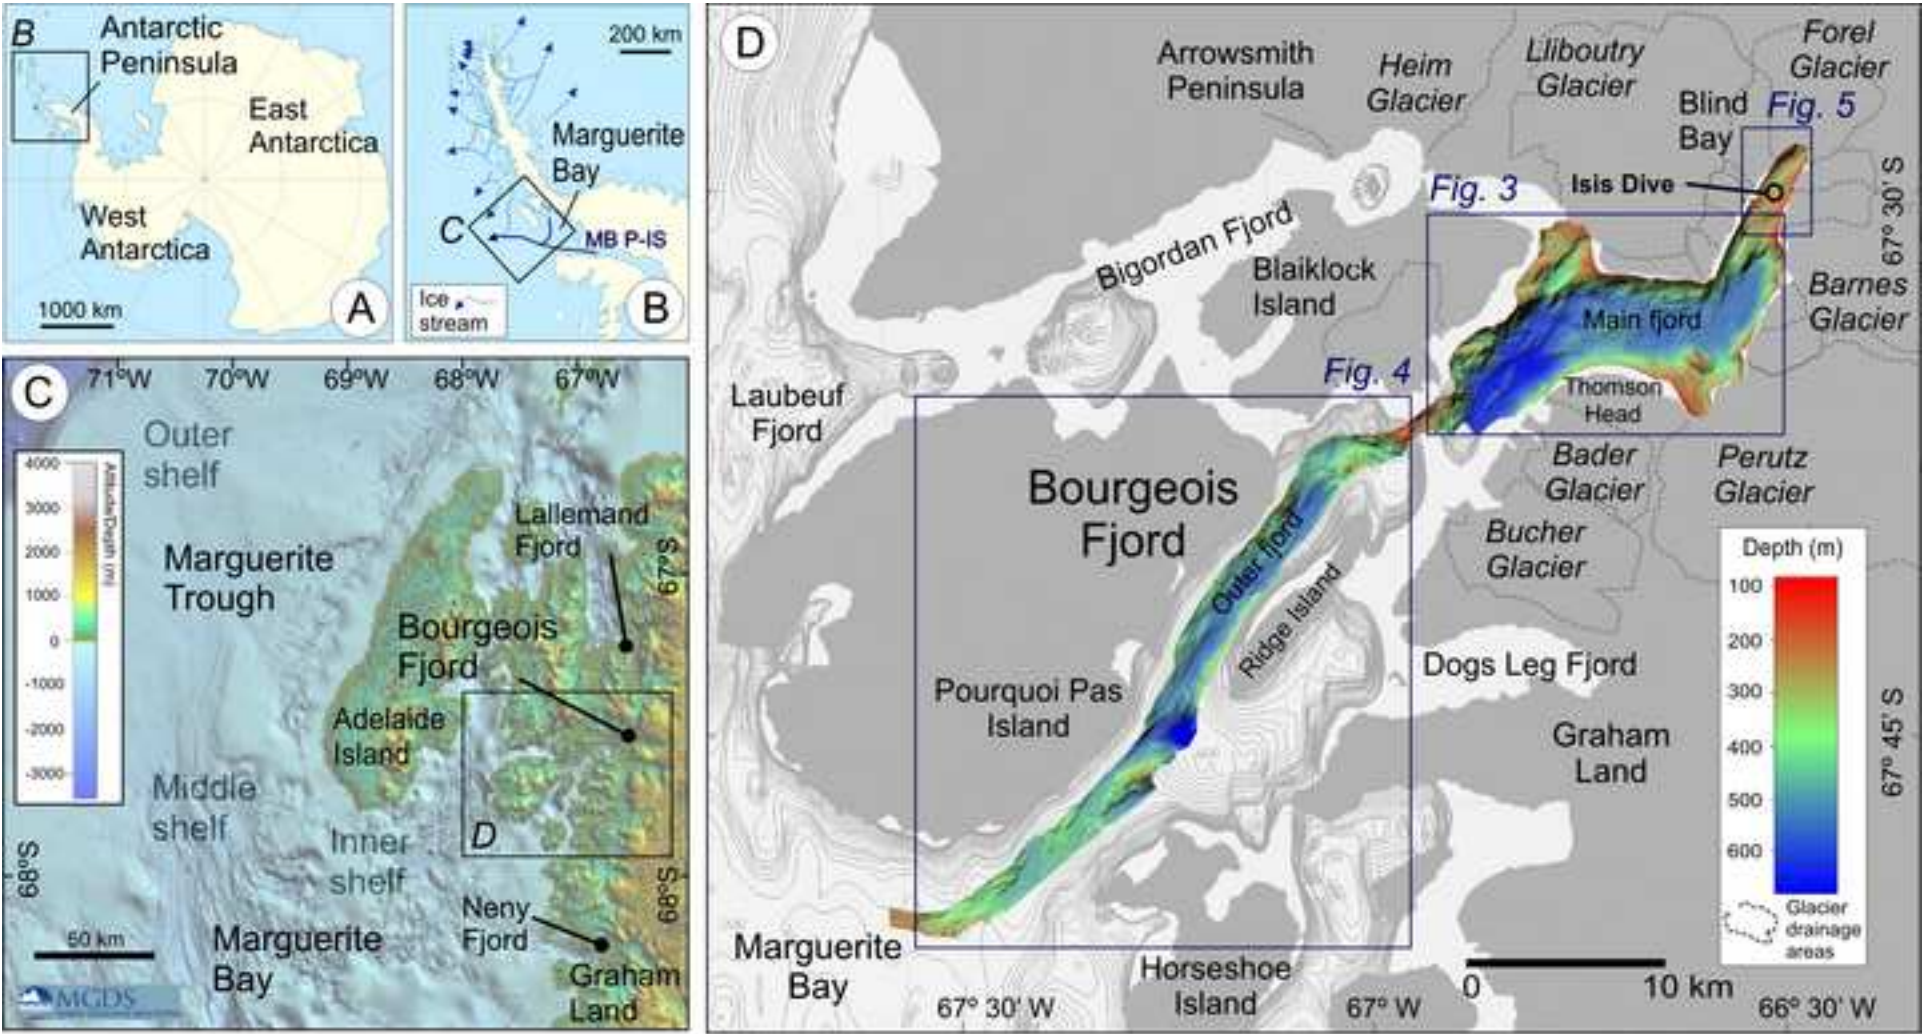 B
Antarctic
Peninsula
East
Antarctica
West
Antarctica
1000 km
A
200 km
Marguerite
Bay
C
MB P-IS
Ice
stream
B
C
71°W
70°W
69°W
68°W
67°W
Outer
shelf
4000
3000
2000
1000
0
-1000
-2000
-3000
Altitude/Depth (m)
Marguerite
Trough
Lallemand
Fjord
67°S
Bourgeois
Fjord
Adelaide
Island
Middle
shelf
Inner
shelf
D
68°S
68°S
Neny
Fjord
60 km
Marguerite
Bay
Graham
Land
MGDS
D
Arrowsmith
Peninsula
Heim
Glacier
Lliboutry
Glacier
Forel
Glacier
Blind
Bay
Fig. 5
Isis Dive
Fig. 3
67° 30' S
Bigordan Fjord
Blaiklock
Island
Main fjord
Barnes
Glacier
Laubeuf
Fjord
Fig. 4
Thomson
Head
Bader
Glacier
Perutz
Glacier
Bourgeois
Fjord
Bucher
Glacier
Outer fjord
Ridge Island
Dogs Leg Fjord
Pourquoi Pas
Island
Graham
Land
67° 45' S
Depth (m)
100
200
300
400
500
600
Glacier
drainage
areas
Marguerite
Bay
Horseshoe
Island
0
10 km
67° 30' W
67° W
66° 30' W